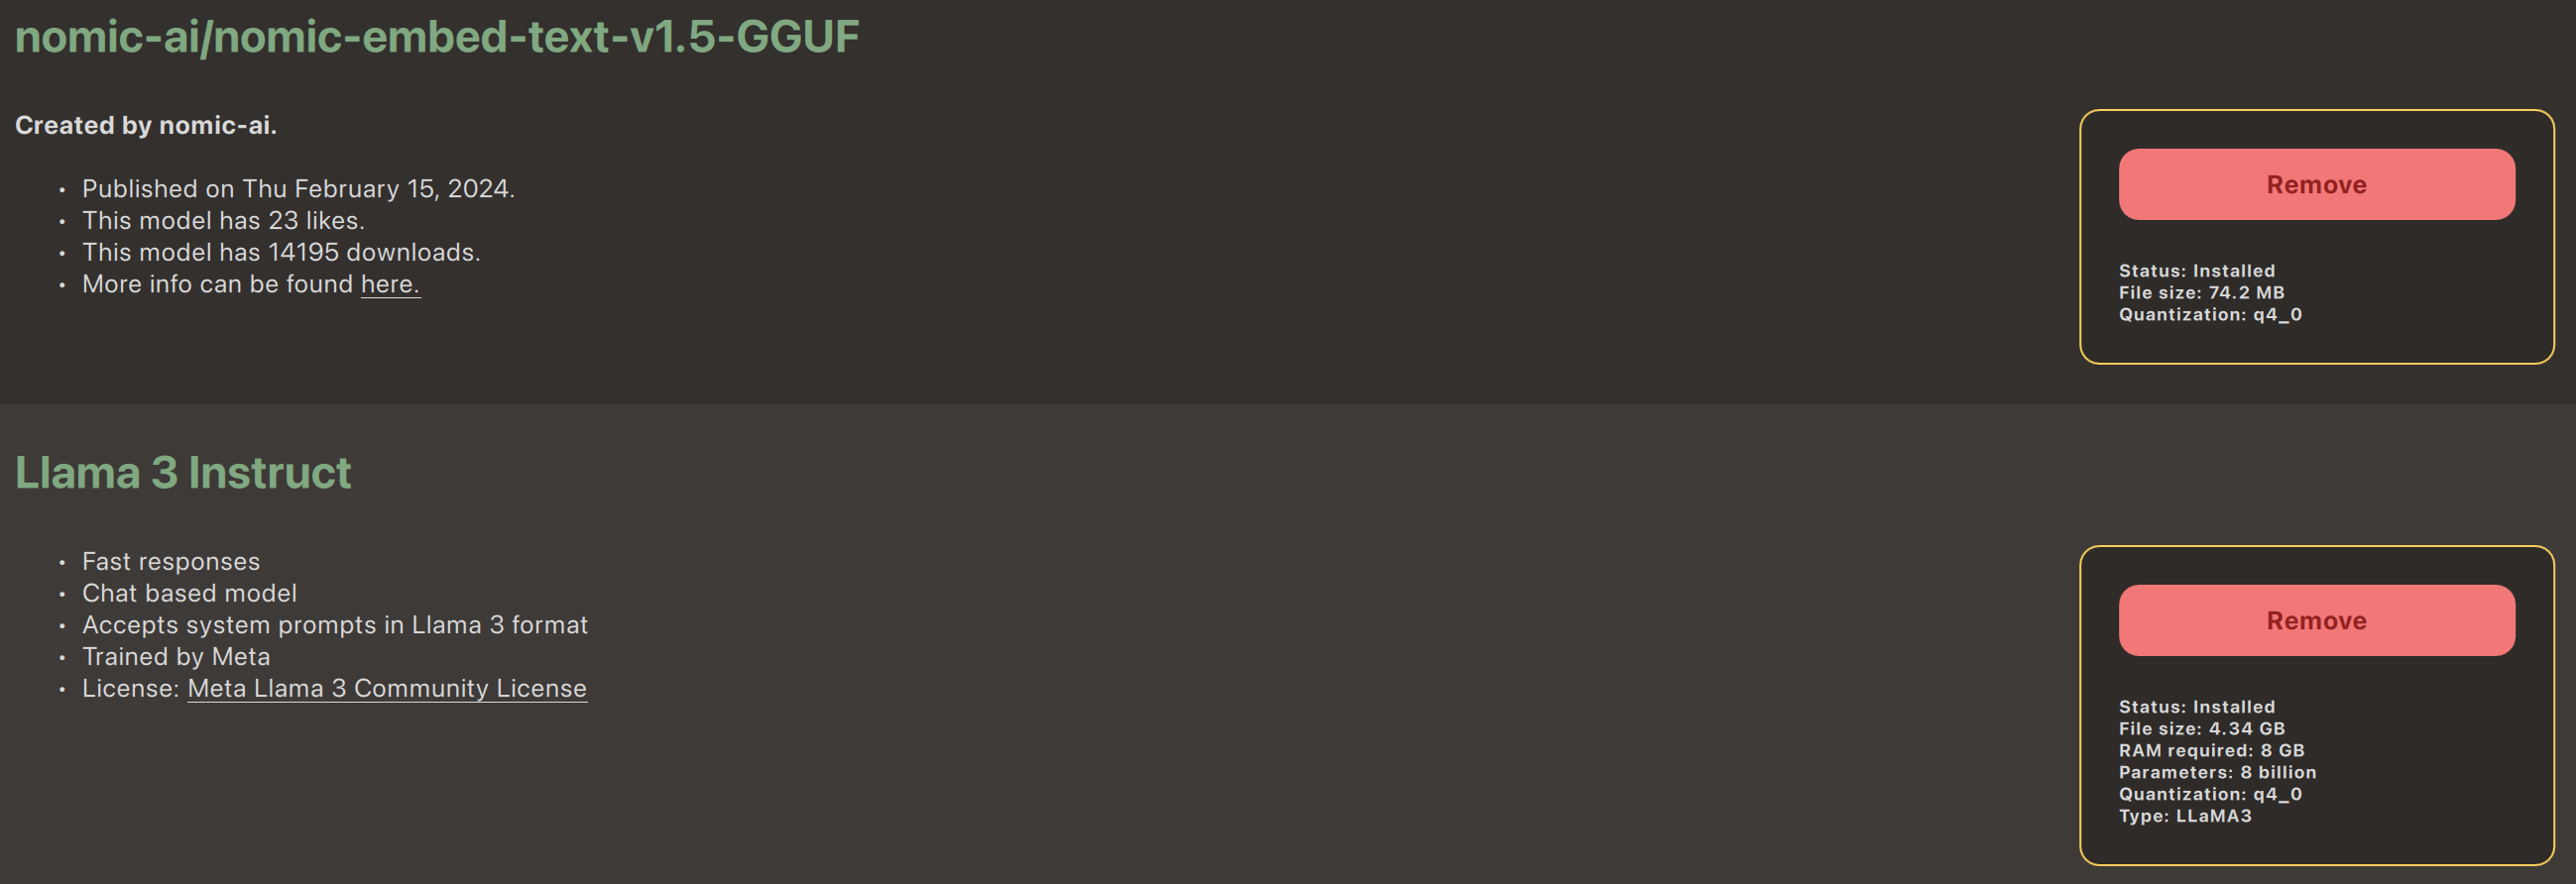 nomic-ai/nomic-embed-text-v1.5-GGUF
Created by nomic-ai.
• Published on Thu February 15, 2024.
• This model has 23 likes.
• This model has 14195 downloads.
• More info can be found here.
Remove
Status: Installed
File size: 74.2 MB
Quantization: q4_0
Llama 3 Instruct
• Fast responses
• Chat based model
• Accepts system prompts in Llama 3 format
• Trained by Meta
• License: Meta Llama 3 Community License
Remove
Status: Installed
File size: 4.34 GB
RAM required: 8 GB
Parameters: 8 billion
Quantization: q4_0
Type: LLaMA3